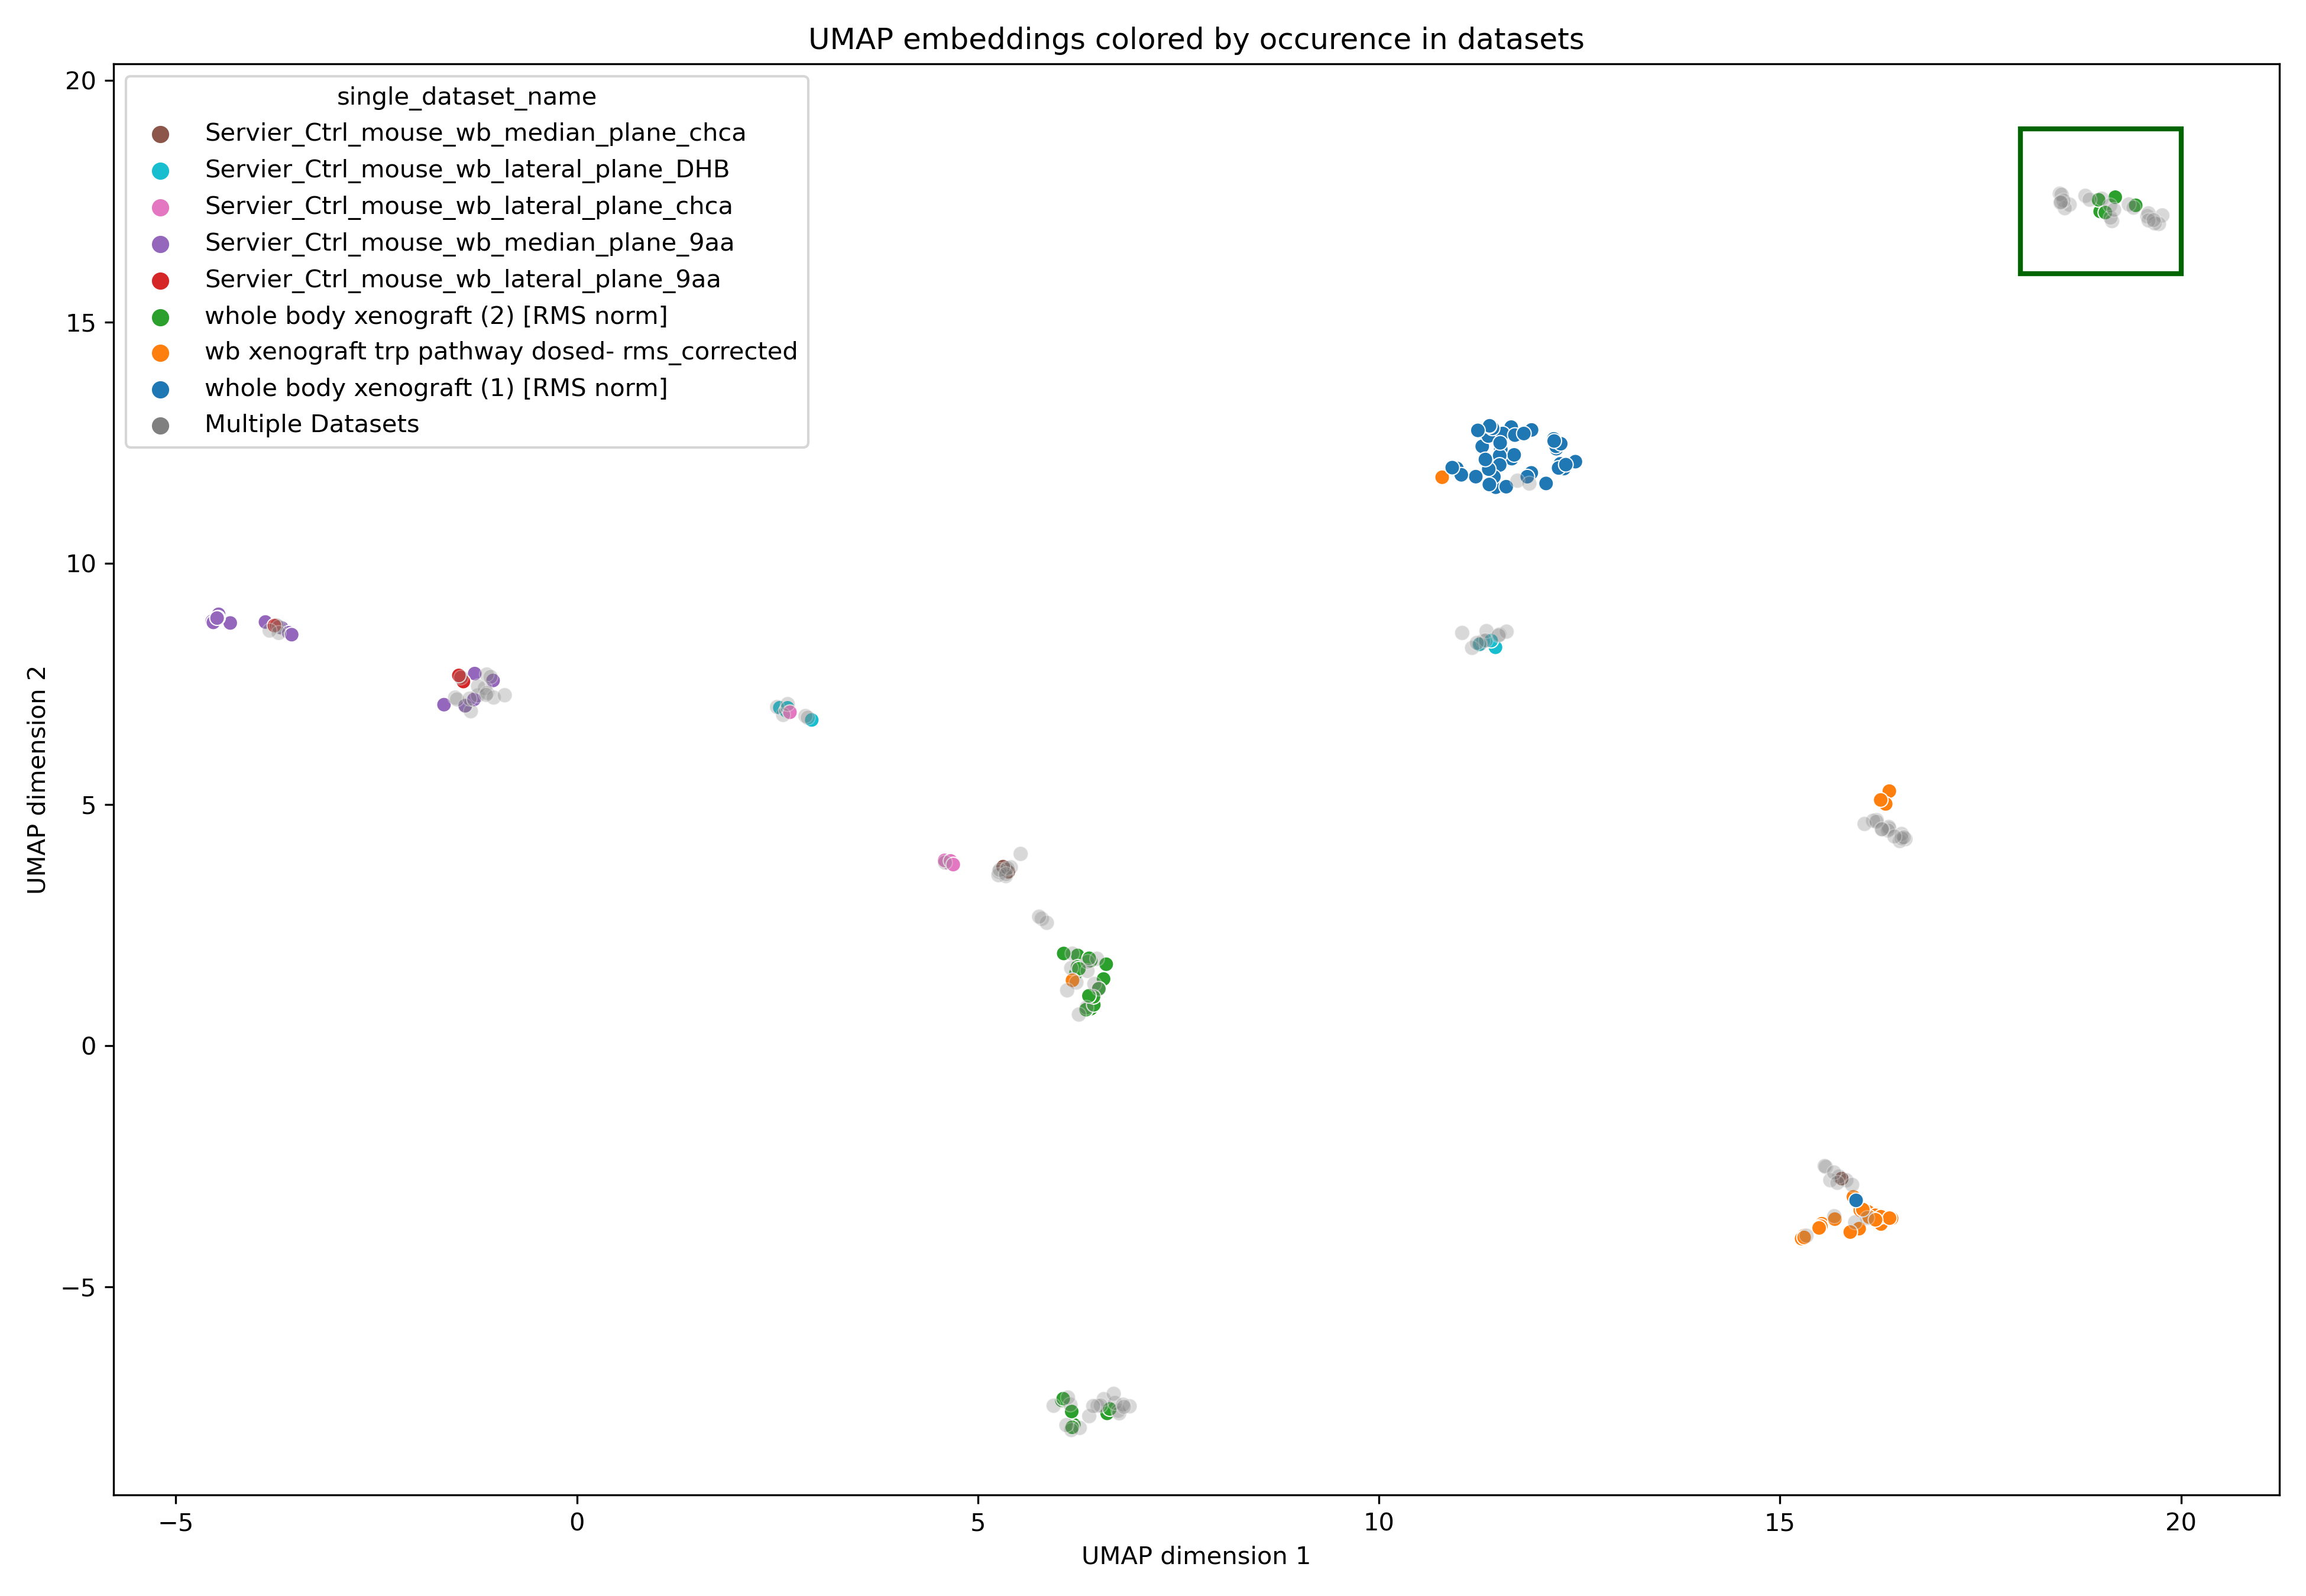 UMAP embeddings colored by occurence in datasets
single_dataset_name
Servier_Ctrl_mouse_wb_median_plane_chca
Servier_Ctrl_mouse_wb_lateral_plane_DHB
Servier_Ctrl_mouse_wb_lateral_plane_chca
Servier_Ctrl_mouse_wb_median_plane_9aa
Servier_Ctrl_mouse_wb_lateral_plane_9aa
whole body xenograft (2) [RMS norm]
wb xenograft trp pathway dosed- rms_corrected
whole body xenograft (1) [RMS norm]
Multiple Datasets
20
15
10
5
0
−5
UMAP dimension 2
−5 0 5 10 15 20
UMAP dimension 1